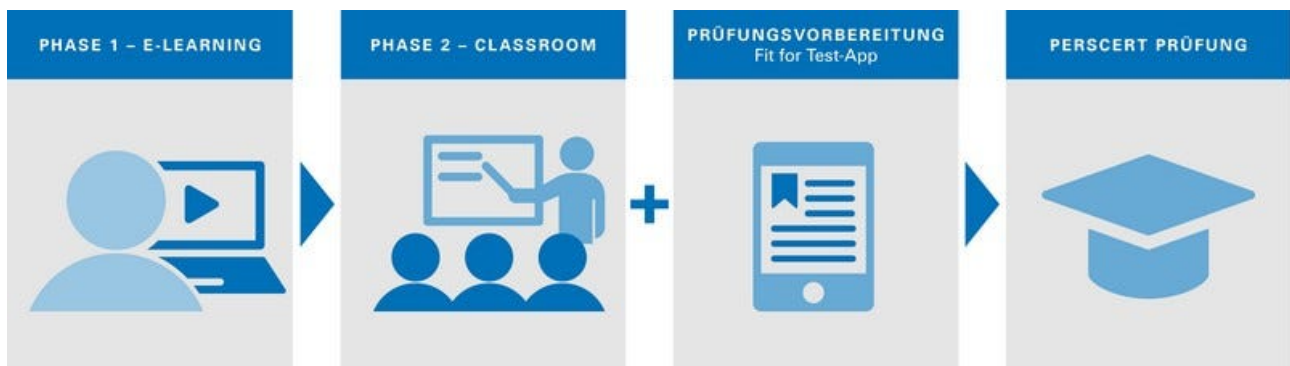 PHASE 1 – E-LEARNING
PHASE 2 – CLASSROOM
PRÜFUNGSVORBEREITUNG
Fit for Test-App
PERSCERT PRÜFUNG